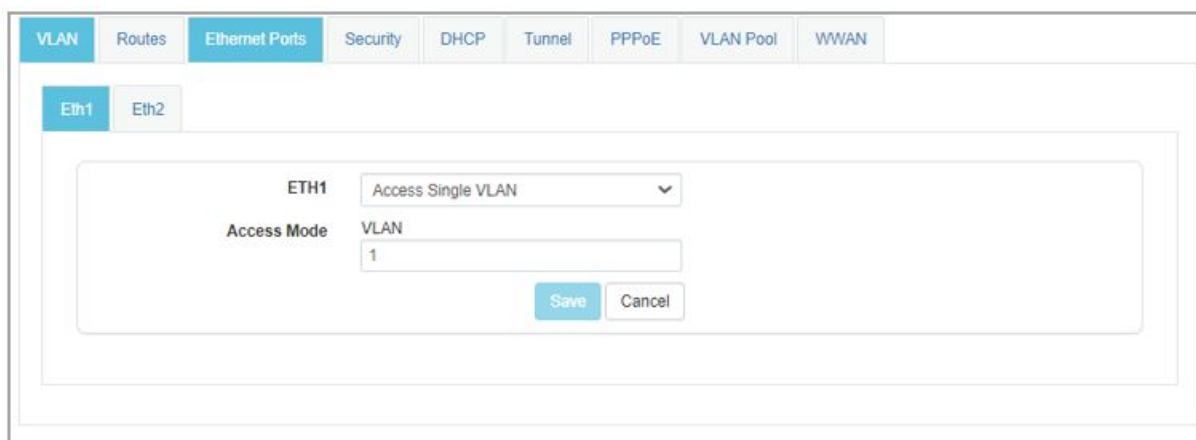 VLAN Routes Ethernet Ports Security DHCP Tunnel PPPoE VLAN Pool WWAN
Eth1 Eth2
ETH1 Access Single VLAN
Access Mode VLAN
1
Save Cancel